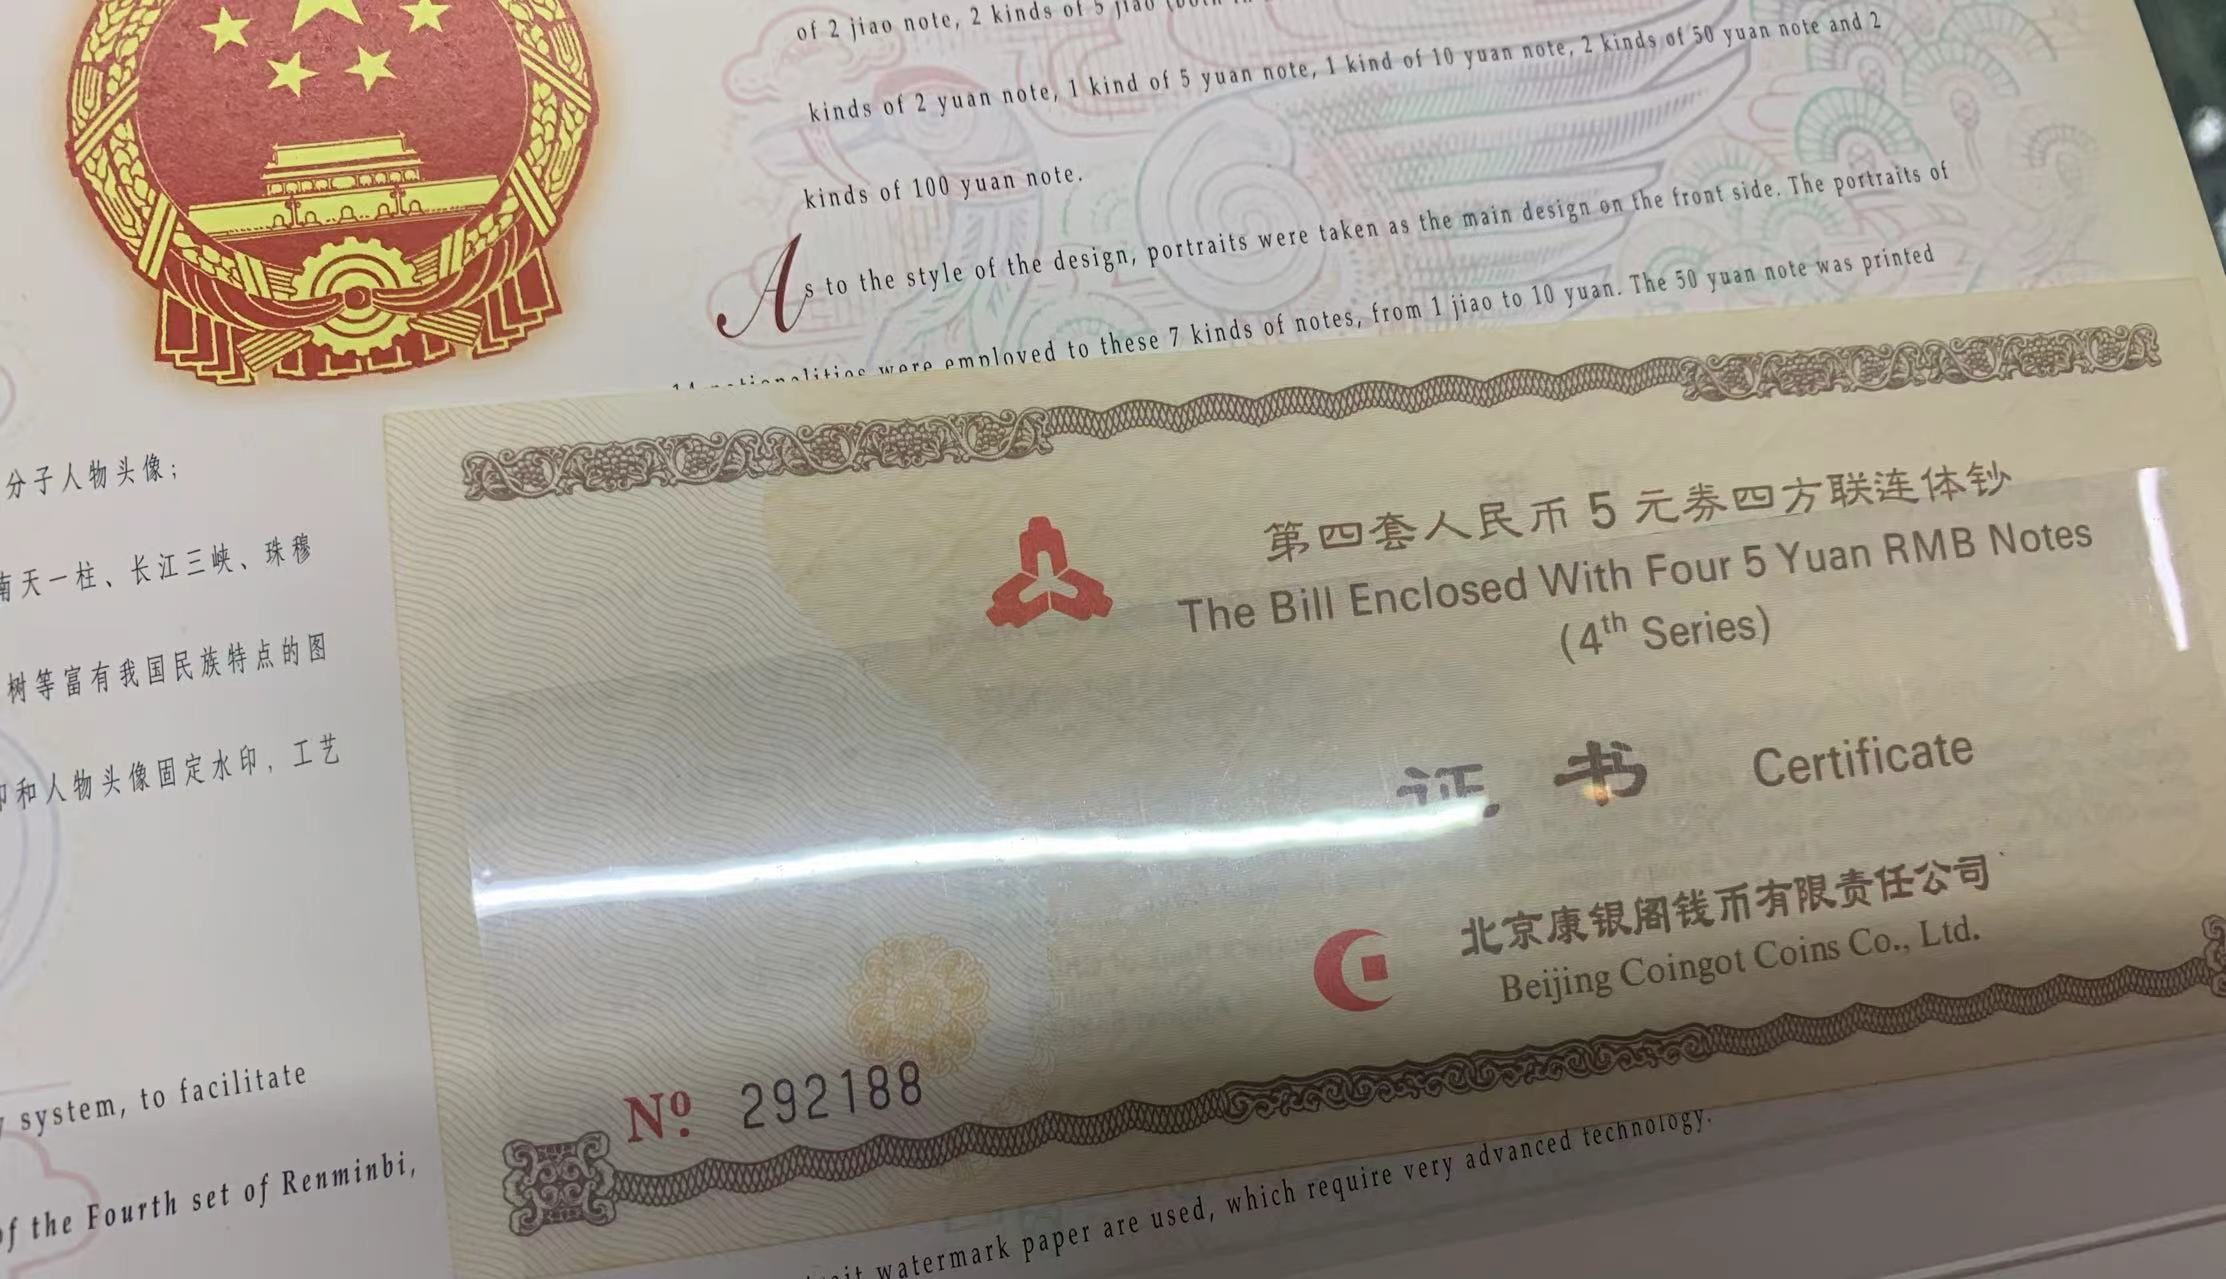 of 2 jiao note, 2 kinds of 5 jiao
kinds of 2 yuan note, 1 kind of 5 yuan note, 1 kind of 10 yuan note, 2 kinds of 50 yuan note and 2
kinds of 100 yuan note.
As to the style of the design, portraits were taken as the main design on the front side. The portraits of
14 nationalities were employed to these 7 kinds of notes, from 1 jiao to 10 yuan. The 50 yuan note was printed
分子人物头像；
南天一柱、长江三峡、珠穆
树等富有我国民族特点的图
印和人物头像固定水印，工艺
system, to facilitate
of the Fourth set of Renminbi,
第四套人民币5元券四方联连体钞
The Bill Enclosed With Four 5 Yuan RMB Notes
(4th Series)
证书 Certificate
北京康银阁钱币有限责任公司
Beijing Coingot Coins Co., Ltd.
Nº 292188
watermark paper are used, which require very advanced technology.